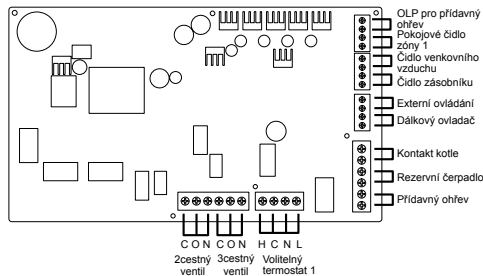 OLP pro přídavný
ohřev
Pokojové čidlo
zóny 1
Čidlo venkovního
vzduchu
Čidlo zásobníku
Externí ovládání
Dálkový ovladač
Kontakt kotle
Rezervní čerpadlo
Přídavný ohřev
C O N C O N H C N L
2cestný 3cestný Volitelný
ventil ventil termostat 1